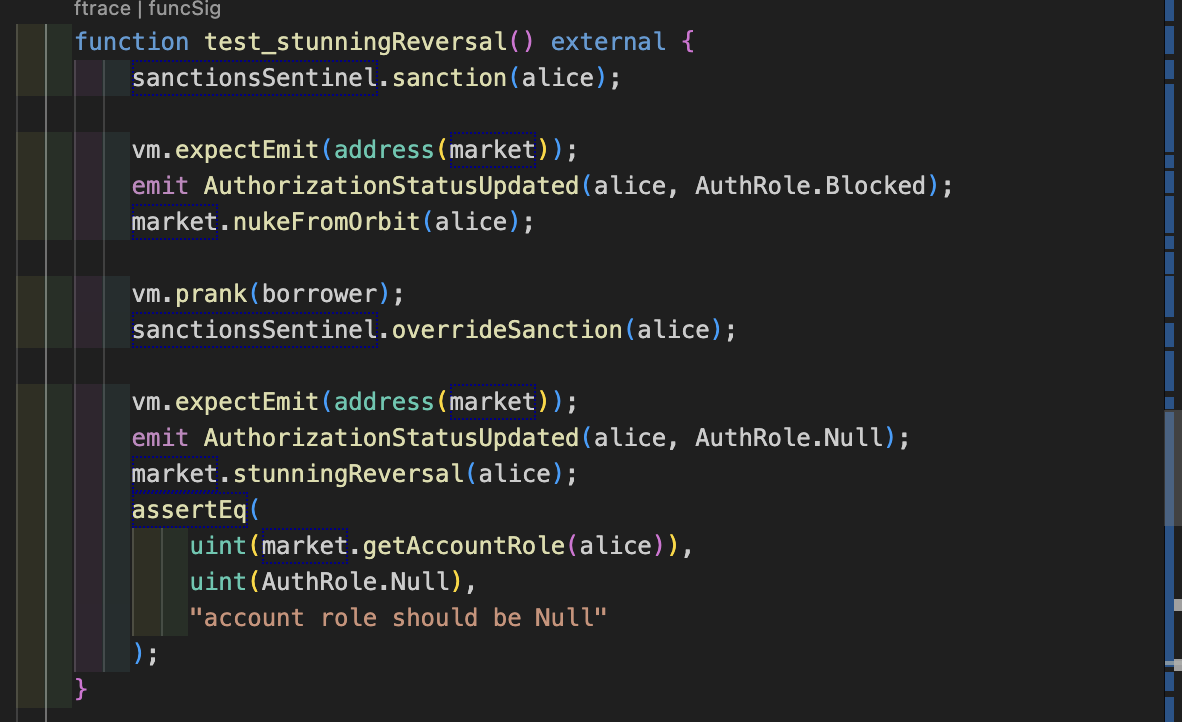 ftrace | funcSig
function test_stunningReversal() external {
sanctionsSentinel.sanction(alice);
vm.expectEmit(address(market));
emit AuthorizationStatusUpdated(alice, AuthRole.Blocked);
market.nukeFromOrbit(alice);
vm.prank(borrower);
sanctionsSentinel.overrideSanction(alice);
vm.expectEmit(address(market));
emit AuthorizationStatusUpdated(alice, AuthRole.Null);
market.stunningReversal(alice);
assertEq(
uint(market.getAccountRole(alice)),
uint(AuthRole.Null),
"account role should be Null"
);
}